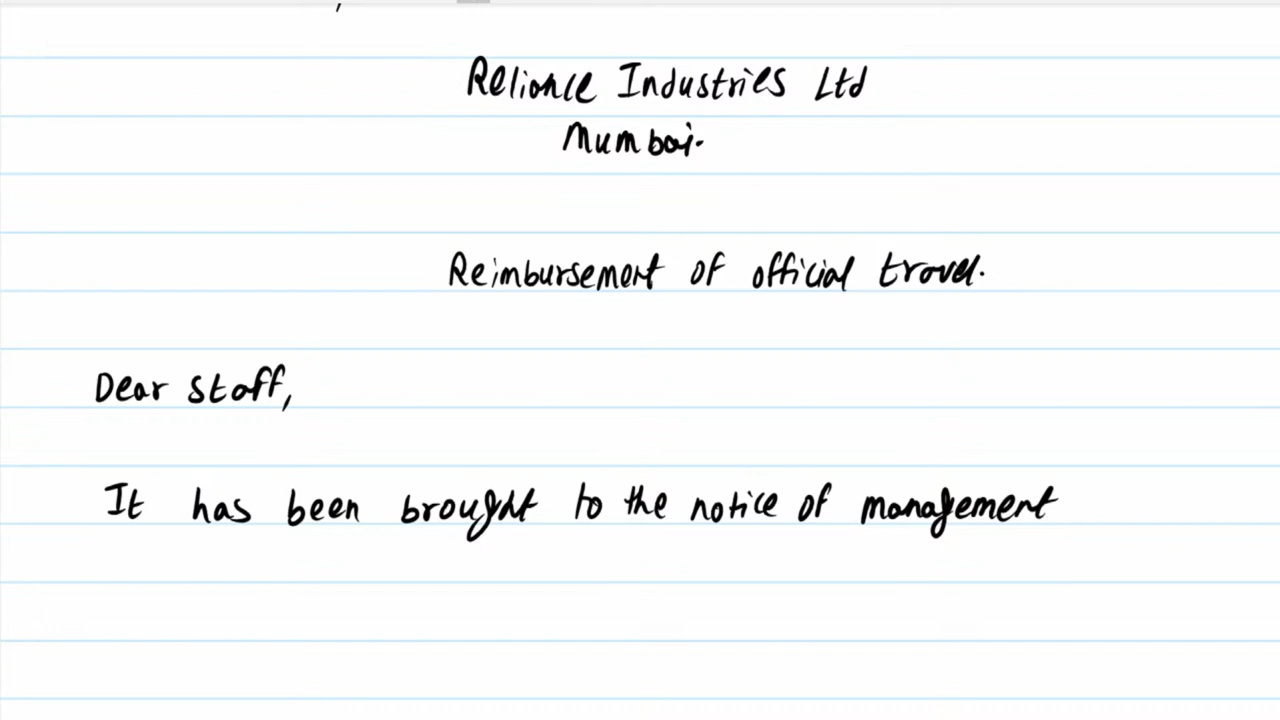 Reliance Industries Ltd
Mumbai.
Reimbursement of official travel.
Dear staff,
It has been brought to the notice of management